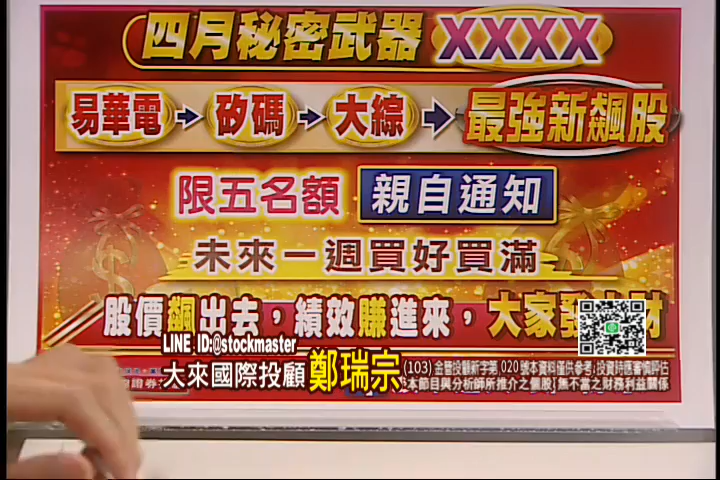 四月秘密武器 XXXX
易華電 矽碼 大綜 最強新飆股
限五名額 親自通知
未來一週買好買滿
股價飆出去，績效賺進來，大家發
財
LINE ID:@stockmaster
大來國際投顧 鄭瑞宗
(103) 金管投顧新字第 020 號本資料僅供參考；投資時應審慎評估
本節目與分析師所推介之個股 無不當之財務利益關係